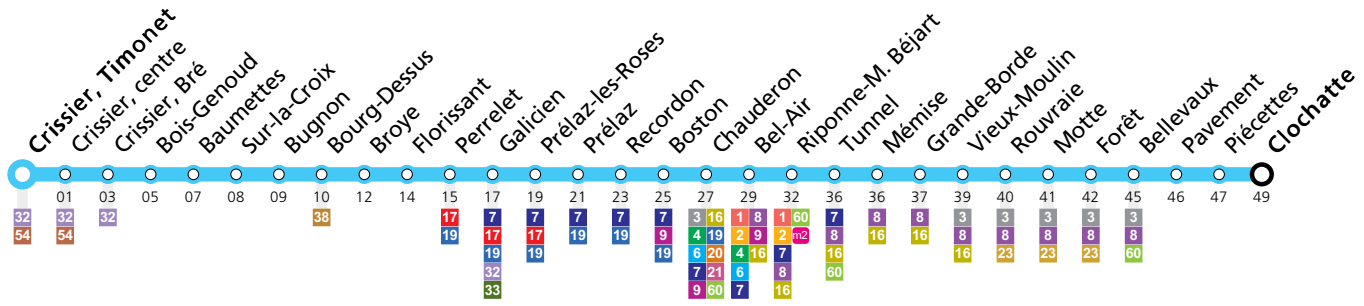 Crissier, Timonet
Crissier, centre
Crissier, Bré
Bois-Genoud
Baumettes
Sur-la-Croix
Bugnon
Bourg-Dessus
Broye
Florissant
Perrelet
Galicien
Prélaz-les-Roses
Prélaz
Recordon
Boston
Chauderon
Bel-Air
Riponne-M. Béjart
Tunnel
Mémise
Grande-Borde
Vieux-Moulin
Rouvraie
Motte
Forêt
Bellevaux
Pavement
Piécettes
Clochatte
01 03 05 07 08 09 10 12 14 15 17 19 21 23 25 27 29 32 36 36 37 39 40 41 42 45 46 47 49
32 32 32 38 17 7 7 7 7 7 3 16 1 8 1 60 7 8 8 3 3 3 3 3
54 54 19 17 17 19 19 9 4 19 2 9 2 m2 8 16 16 8 8 8 8 8
19 19 19 6 20 4 16 7 16 16 23 23 23 60
32 7 21 6 8 60
33 9 60 7 16